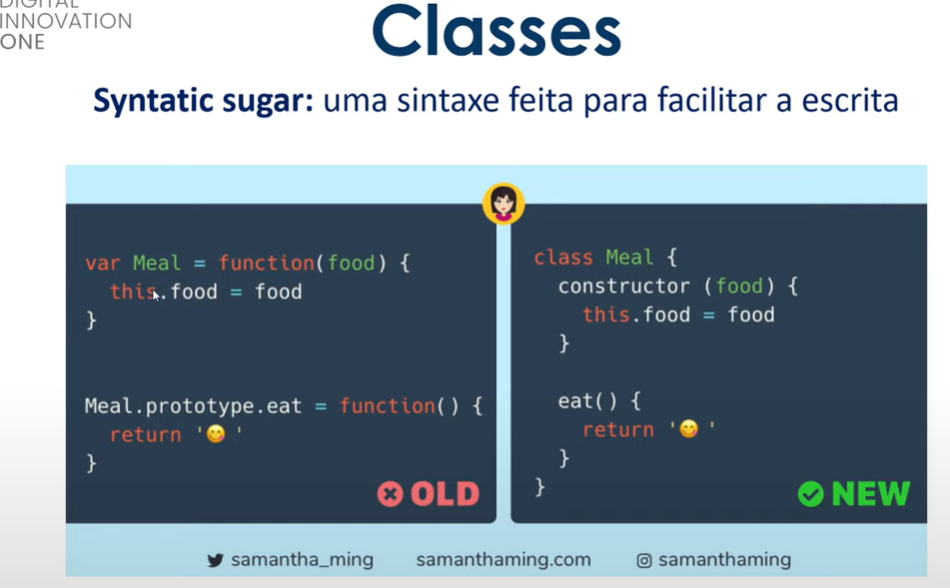 DIGITAL
INNOVATION
ONE
Classes
Syntatic sugar: uma sintaxe feita para facilitar a escrita
var Meal = function(food) {
this.food = food
}
Meal.prototype.eat = function() {
return '😋 '
}
OLD
class Meal {
constructor (food) {
this.food = food
}
eat() {
return '😋 '
}
}
NEW
samantha_ming
samanthaming.com
samanthaming